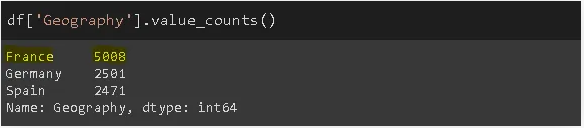 df['Geography'].value_counts()
France 5008
Germany 2501
Spain 2471
Name: Geography, dtype: int64